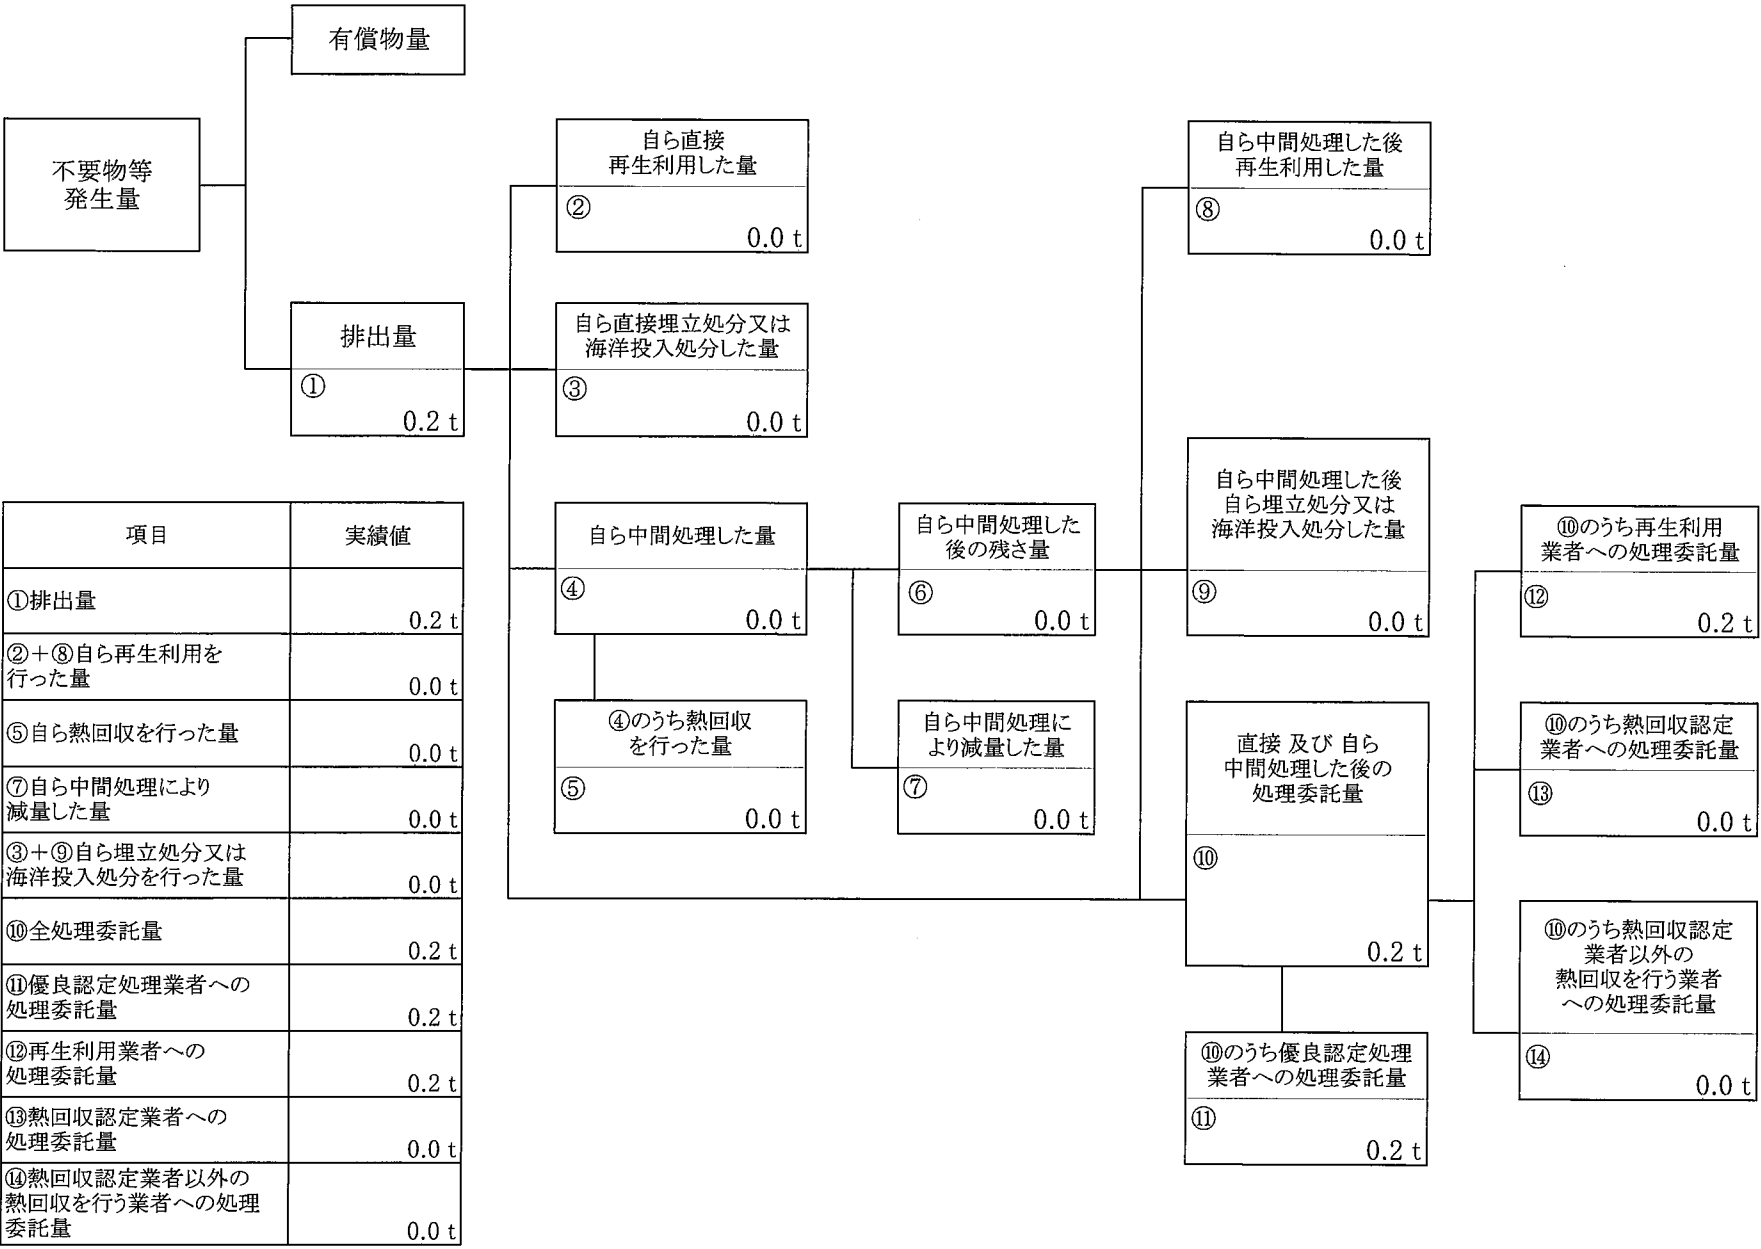 有償物量
不要物等
発生量
排出量
①
0.2 t
自ら直接
再生利用した量
②
0.0 t
自ら直接埋立処分又は
海洋投入処分した量
③
0.0 t
自ら中間処理した量
④
0.0 t
④のうち熱回収
を行った量
⑤
0.0 t
自ら中間処理した
後の残さ量
⑥
0.0 t
自ら中間処理に
より減量した量
⑦
0.0 t
自ら中間処理した後
再生利用した量
⑧
0.0 t
自ら中間処理した後
自ら埋立処分又は
海洋投入処分した量
⑨
0.0 t
直接 及び 自ら
中間処理した後の
処理委託量
⑩
0.2 t
⑩のうち優良認定処理
業者への処理委託量
⑪
0.2 t
⑩のうち再生利用
業者への処理委託量
⑫
0.2 t
⑩のうち熱回収認定
業者への処理委託量
⑬
0.0 t
⑩のうち熱回収認定
業者以外の
熱回収を行う業者
への処理委託量
⑭
0.0 t
項目 実績値
①排出量
0.2 t
②+⑧自ら再生利用を
行った量
0.0 t
⑤自ら熱回収を行った量
0.0 t
⑦自ら中間処理により
減量した量
0.0 t
③+⑨自ら埋立処分又は
海洋投入処分を行った量
0.0 t
⑩全処理委託量
0.2 t
⑪優良認定処理業者への
処理委託量
0.2 t
⑫再生利用業者への
処理委託量
0.2 t
⑬熱回収認定業者への
処理委託量
0.0 t
⑭熱回収認定業者以外の
熱回収を行う業者への処理
委託量
0.0 t